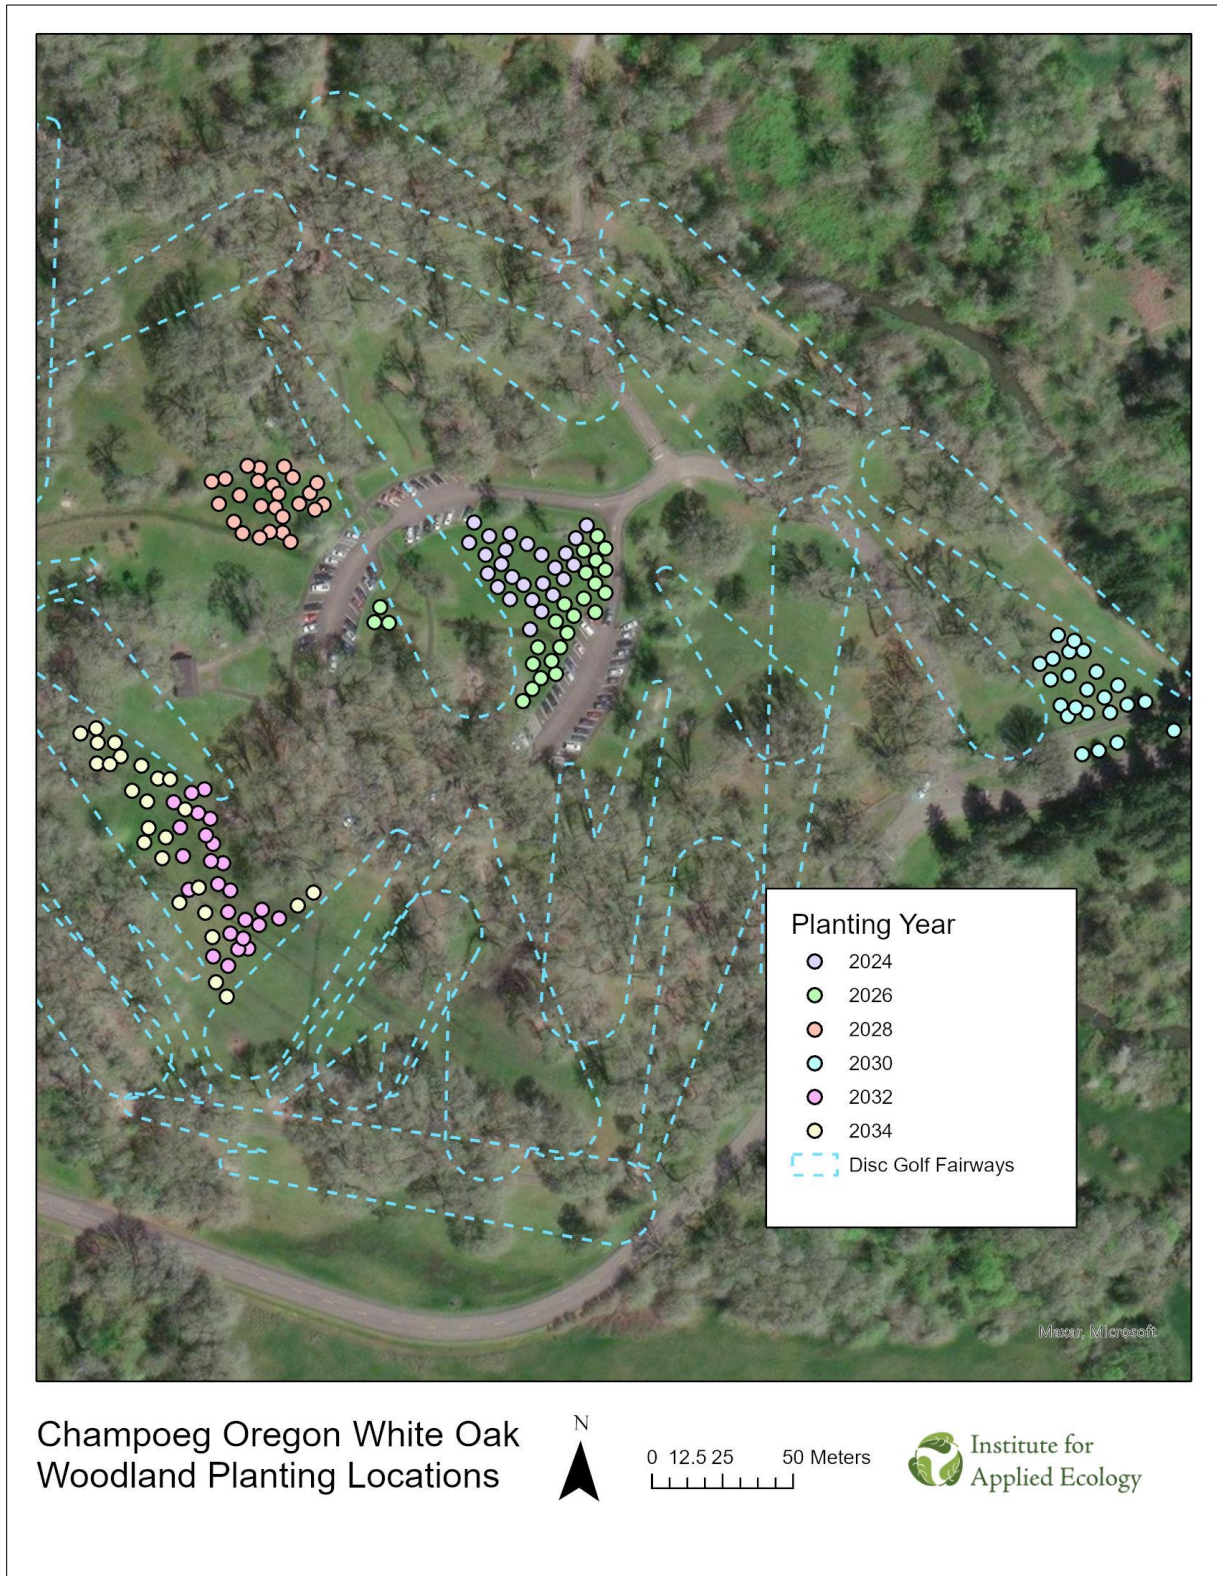 Planting Year
2024
2026
2028
2030
2032
2034
Disc Golf Fairways
Maxar, Microsoft
Champoeg Oregon White Oak
Woodland Planting Locations
N
0 12.5 25 50 Meters
Institute for
Applied Ecology